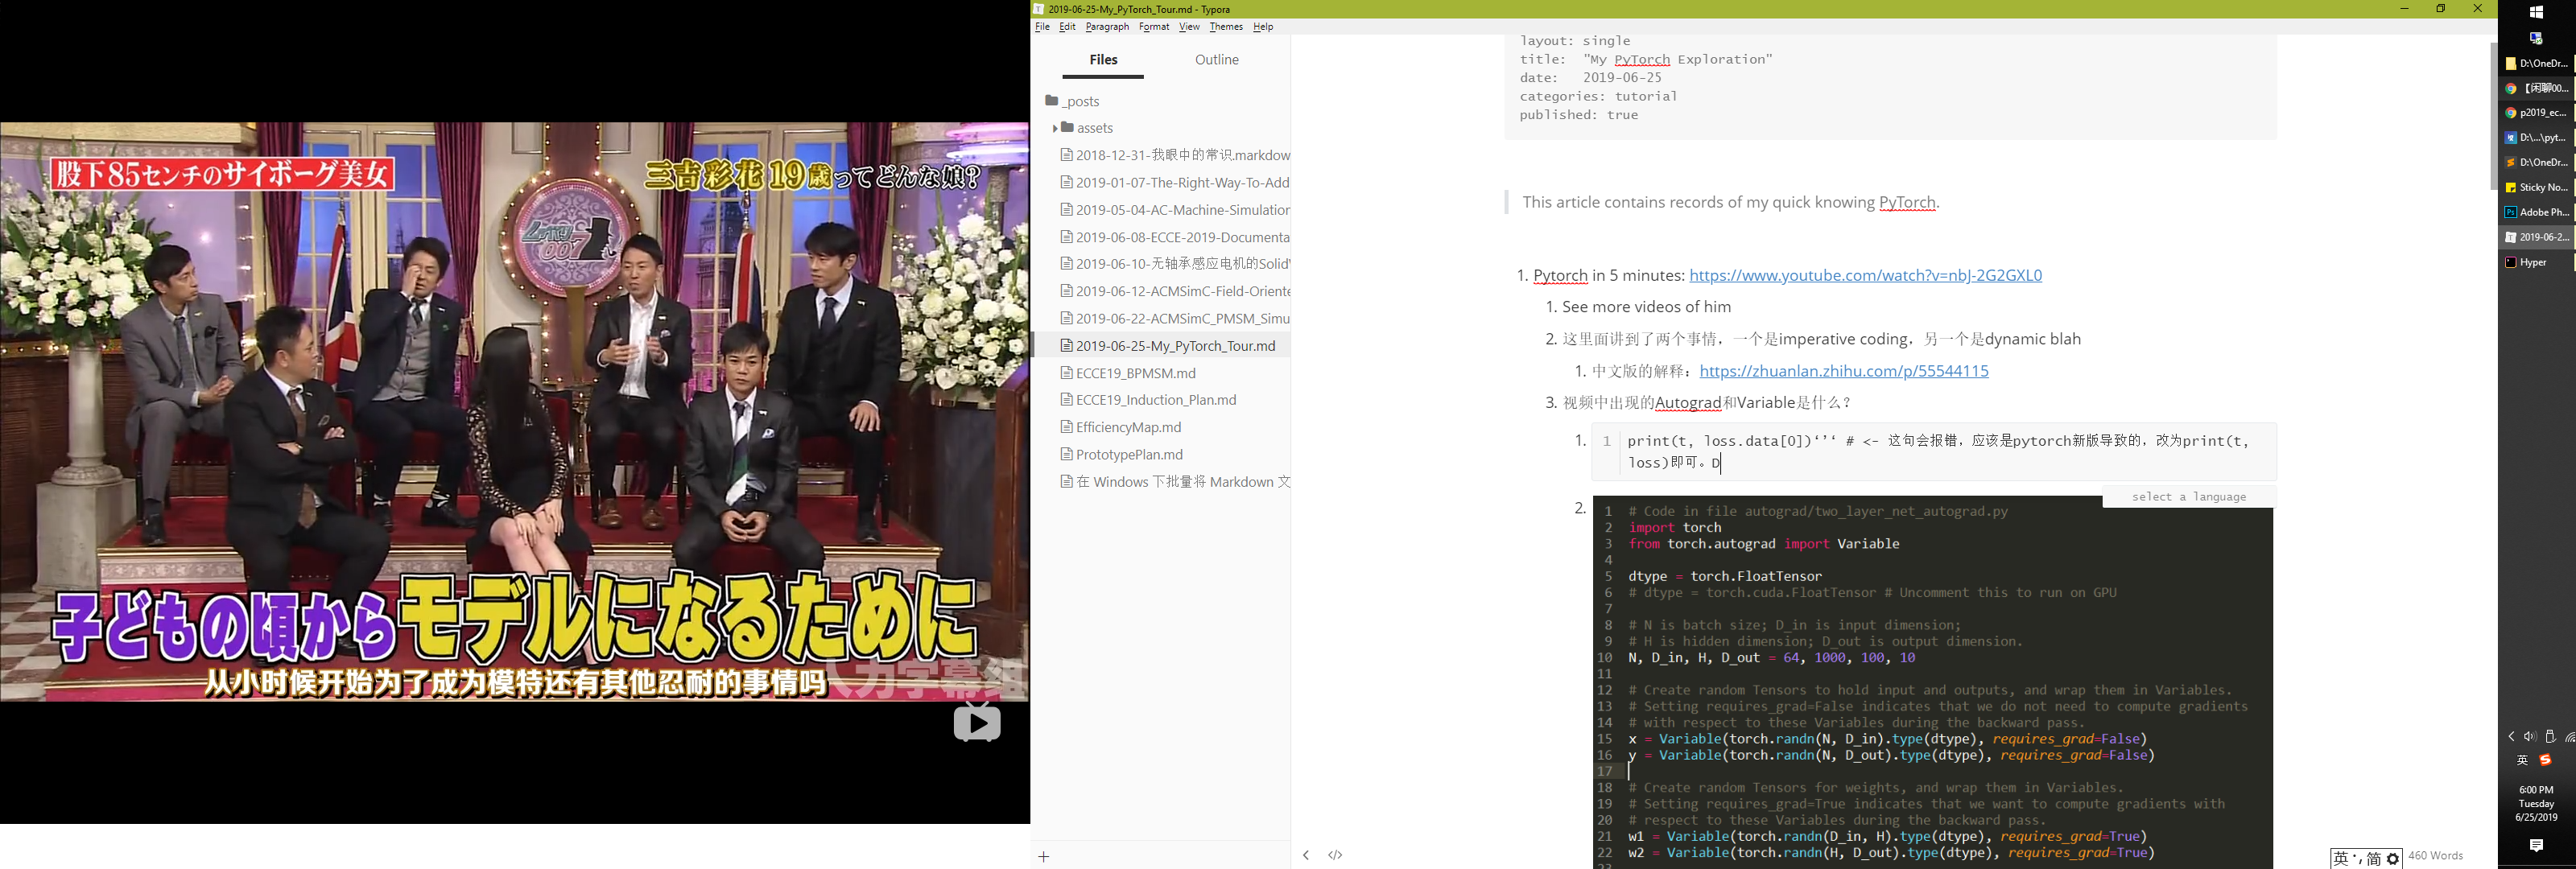 股下85センチのサイボーグ美女
三吉彩花19歳ってどんな娘?
007
子どもの頃からモデルになるために
从小时候开始为了成为模特还有其他忍耐的事情吗
人力字幕组
2019-06-25-My_PyTorch_Tour.md - Typora
File Edit Paragraph Format View Themes Help
Files Outline
_posts
assets
2018-12-31-我眼中的常识.markdow
2019-01-07-The-Right-Way-To-Add
2019-05-04-AC-Machine-Simulation
2019-06-08-ECCE-2019-Documenta
2019-06-10-无轴承感应电机的Solid
2019-06-12-ACMSimC-Field-Oriente
2019-06-22-ACMSimC_PMSM_Simu
2019-06-25-My_PyTorch_Tour.md
ECCE19_BPMSM.md
ECCE19_Induction_Plan.md
EfficiencyMap.md
PrototypePlan.md
在 Windows 下批量将 Markdown 文
layout: single
title: "My PyTorch Exploration"
date: 2019-06-25
categories: tutorial
published: true
This article contains records of my quick knowing PyTorch.
1. Pytorch in 5 minutes: https://www.youtube.com/watch?v=nbJ-2G2GXL0
1. See more videos of him
2. 这里面讲到了两个事情，一个是imperative coding，另一个是dynamic blah
1. 中文版的解释：https://zhuanlan.zhihu.com/p/55544115
3. 视频中出现的Autograd和Variable是什么？
1. 1 print(t, loss.data[0])‘’‘ # <- 这句会报错，应该是pytorch新版导致的，改为print(t,
loss)即可。D
select a language
2. 1 # Code in file autograd/two_layer_net_autograd.py
2 import torch
3 from torch.autograd import Variable
4
5 dtype = torch.FloatTensor
6 # dtype = torch.cuda.FloatTensor # Uncomment this to run on GPU
7
8 # N is batch size; D_in is input dimension;
9 # H is hidden dimension; D_out is output dimension.
10 N, D_in, H, D_out = 64, 1000, 100, 10
11
12 # Create random Tensors to hold input and outputs, and wrap them in Variables.
13 # Setting requires_grad=False indicates that we do not need to compute gradients
14 # with respect to these Variables during the backward pass.
15 x = Variable(torch.randn(N, D_in).type(dtype), requires_grad=False)
16 y = Variable(torch.randn(N, D_out).type(dtype), requires_grad=False)
17
18 # Create random Tensors for weights, and wrap them in Variables.
19 # Setting requires_grad=True indicates that we want to compute gradients with
20 # respect to these Variables during the backward pass.
21 w1 = Variable(torch.randn(D_in, H).type(dtype), requires_grad=True)
22 w2 = Variable(torch.randn(H, D_out).type(dtype), requires_grad=True)
23
英 简
460 Words
D:\OneDr...
【闲聊00...
p2019_ec...
D:\...\pyt...
D:\OneDr...
Sticky No...
Adobe Ph...
2019-06-2...
Hyper
英
6:00 PM
Tuesday
6/25/2019